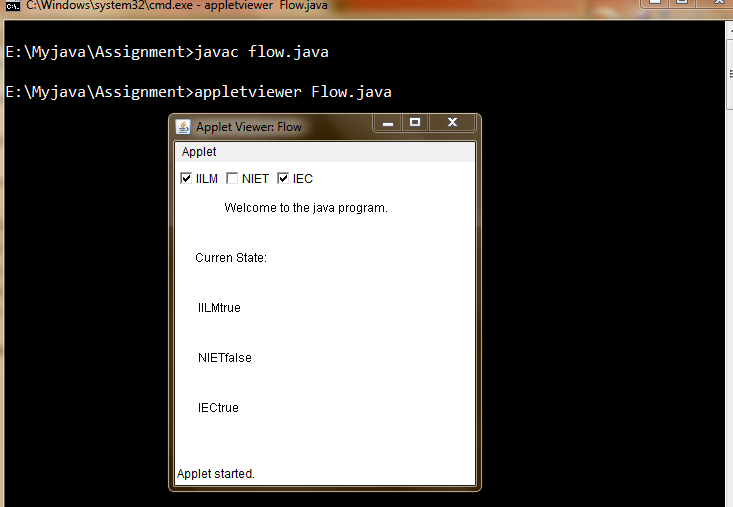 C:\Windows\system32\cmd.exe - appletviewer  Flow.java
E:\Myjava\Assignment>javac flow.java
E:\Myjava\Assignment>appletviewer Flow.java
Applet Viewer: Flow
Applet
IILM NIET IEC
Welcome to the java program.
Curren State:
IILMtrue
NIETfalse
IECtrue
Applet started.